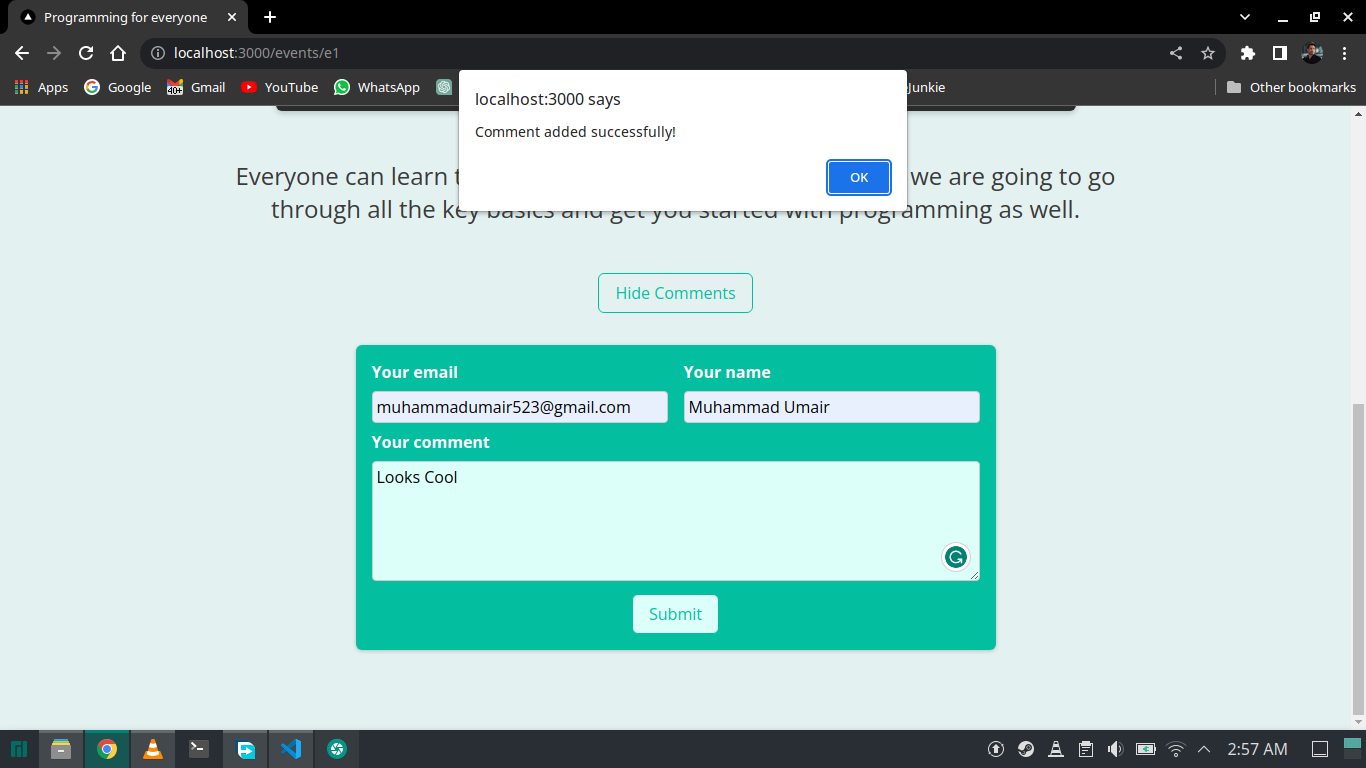 Programming for everyone
localhost:3000/events/e1
Apps Google Gmail YouTube WhatsApp Junkie Other bookmarks
40+
localhost:3000 says
Comment added successfully!
OK
Everyone can learn we are going to go
through all the key basics and get you started with programming as well.
Hide Comments
Your email Your name
muhammadumair523@gmail.com Muhammad Umair
Your comment
Looks Cool
Submit
2:57 AM